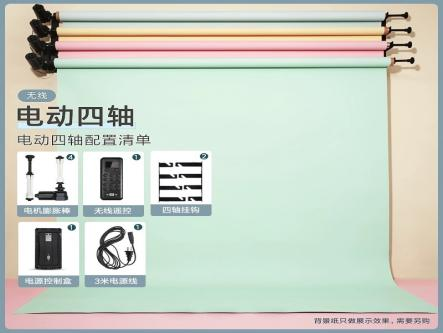 无线
电动四轴
电动四轴配置清单
4
1
2
电机膨胀棒
无线遥控
四轴挂钩
1
1
电源控制盒
3米电源线
背景纸只做展示效果，需要另购